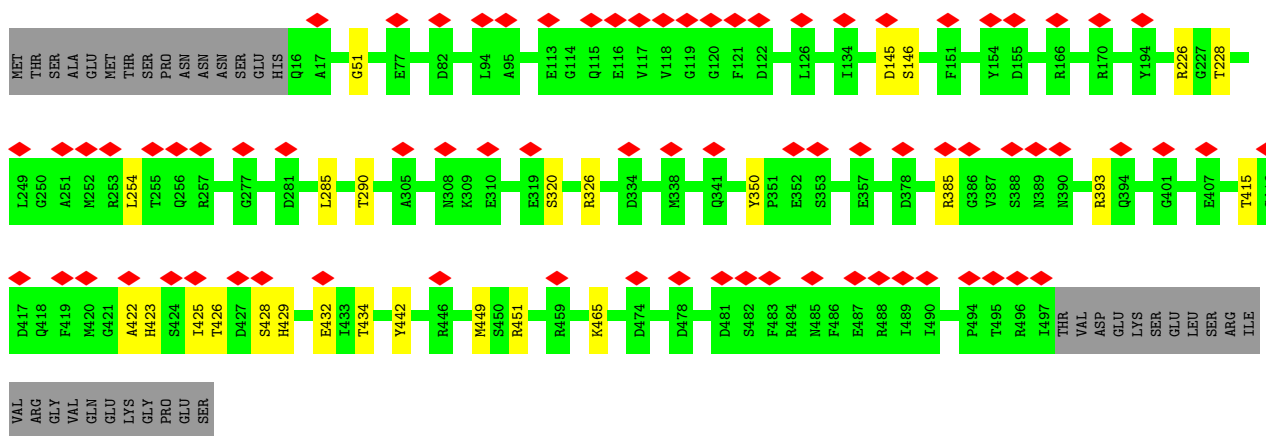 MET THR SER ALA GLU MET THR SER PRO ASN ASN ASN SER GLU HIS Q16 A17 G51 E77 D82 L94 A95 E113 G114 Q115 E116 V117 V118 G119 G120 F121 D122 L126 I134 D145 S146 F151 Y154 D155 R166 R170 Y194 R226 G227 T228
L249 G250 A251 M252 R253 L254 T255 Q256 R257 G277 D281 L285 T290 A305 N308 K309 E310 E319 S320 R326 D334 M338 Q341 Y350 P351 E352 S353 E357 D378 R385 G386 V387 S388 N389 N390 R393 Q394 G401 E407 T415
D417 Q418 F419 M420 G421 A422 H423 S424 I425 T426 D427 S428 H429 E432 I433 T434 Y442 R446 M449 S450 R451 R459 K465 D474 D478 D481 S482 F483 R484 N485 F486 E487 R488 I489 I490 P494 T495 R496 I497 THR VAL ASP GLU LYS SER GLU LEU SER ARG ILE
VAL ARG GLY VAL GLN GLU LYS GLY PRO GLU SER